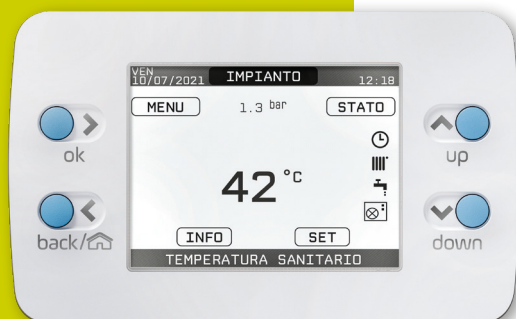 VEN
10/07/2021 IMPIANTO 12:18
MENU 1.3 bar STATO
ok up
42 °C
back/ down
INFO SET
TEMPERATURA SANITARIO